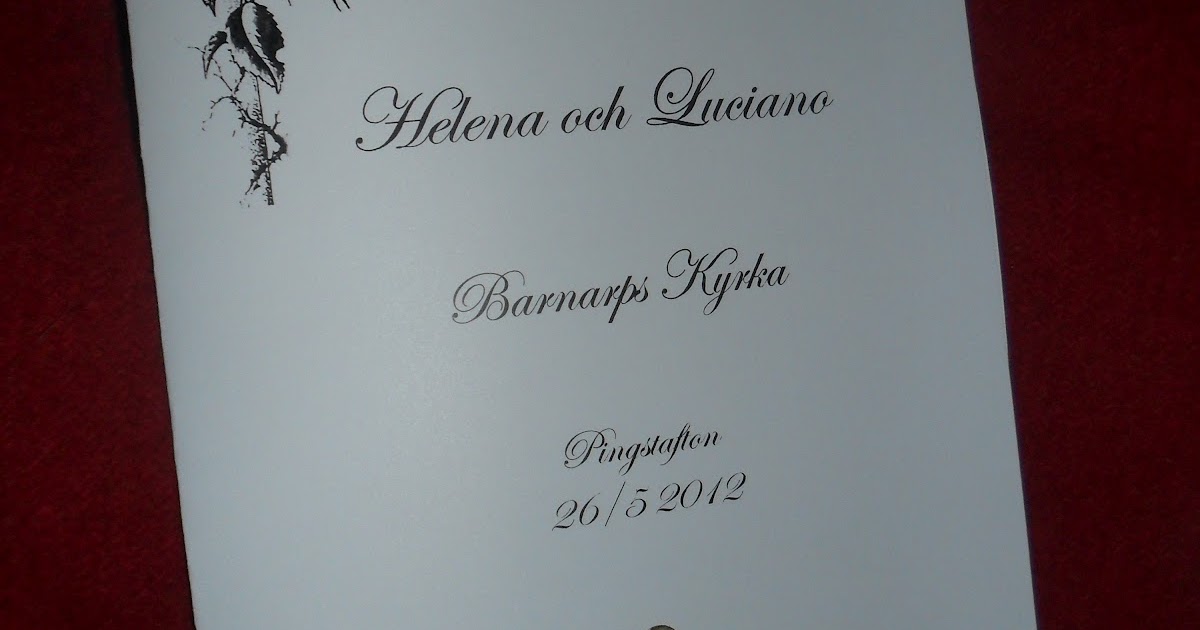 Helena och Luciano
Barnarps Kyrka
Pingstafton
26/5 2012